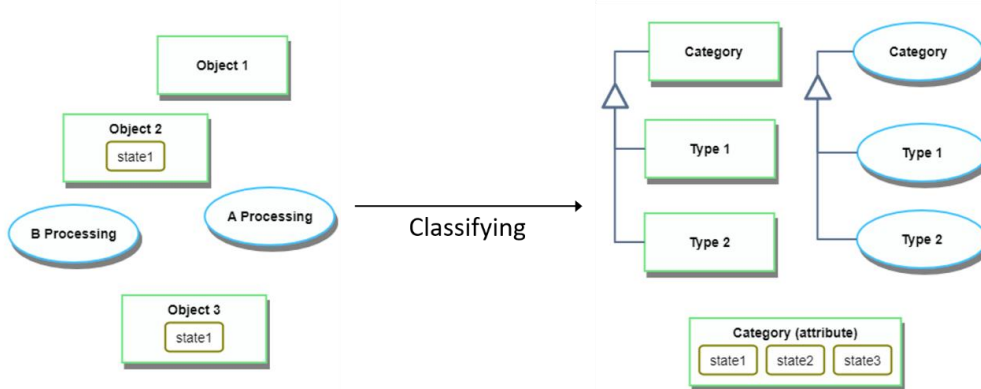 Object 1
Object 2
state1
A Processing
B Processing
Object 3
state1
Classifying
Category
Type 1
Type 2
Category
Type 1
Type 2
Category (attribute)
state1 state2 state3